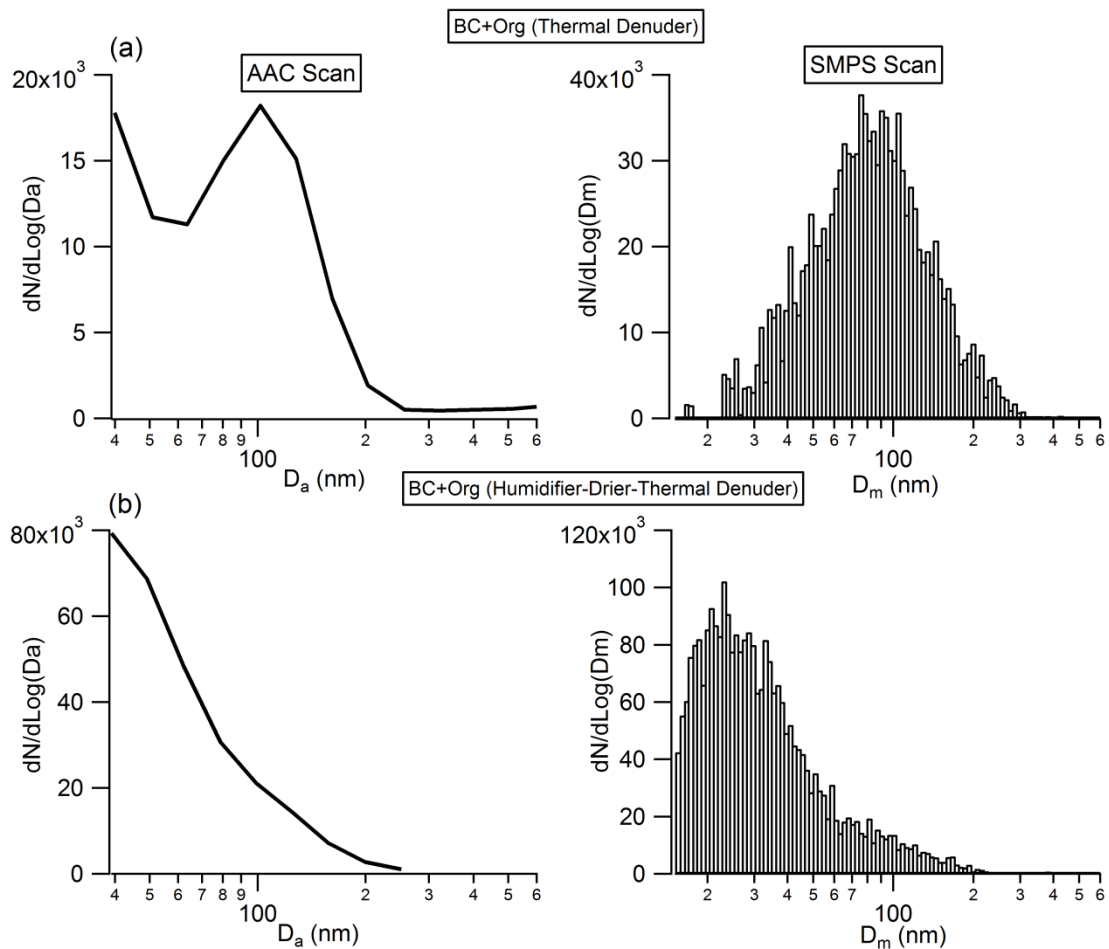 BC+Org (Thermal Denuder)
(a)
AAC Scan
SMPS Scan
20x10³
15
10
5
0
dN/dLog(Da)
4 5 6 7 8 9 100 2 3 4 5 6
Dₐ (nm)
40x10³
30
20
10
0
dN/dLog(Dm)
2 3 4 5 6 7 100 2 3 4 5 6
Dₘ (nm)
BC+Org (Humidifier-Drier-Thermal Denuder)
(b)
80x10³
60
40
20
0
dN/dLog(Da)
4 5 6 7 8 9 100 2 3 4 5 6
Dₐ (nm)
120x10³
100
80
60
40
20
0
dN/dLog(Dm)
2 3 4 5 6 7 100 2 3 4 5 6
Dₘ (nm)